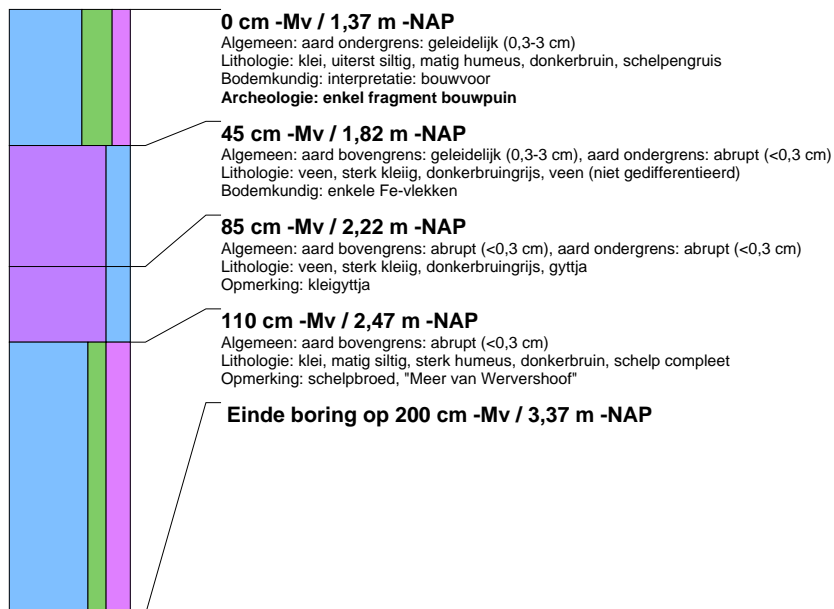 0 cm -Mv / 1,37 m -NAP
Algemeen: aard ondergrens: geleidelijk (0,3-3 cm)
Lithologie: klei, uiterst siltig, matig humeus, donkerbruin, schelpengruis
Bodemkundig: interpretatie: bouwvoor
Archeologie: enkel fragment bouwpuin
45 cm -Mv / 1,82 m -NAP
Algemeen: aard bovengrens: geleidelijk (0,3-3 cm), aard ondergrens: abrupt (<0,3 cm)
Lithologie: veen, sterk kleiig, donkerbruingrijs, veen (niet gedifferentieerd)
Bodemkundig: enkele Fe-vlekken
85 cm -Mv / 2,22 m -NAP
Algemeen: aard bovengrens: abrupt (<0,3 cm), aard ondergrens: abrupt (<0,3 cm)
Lithologie: veen, sterk kleiig, donkerbruingrijs, gyttja
Opmerking: kleigyttja
110 cm -Mv / 2,47 m -NAP
Algemeen: aard bovengrens: abrupt (<0,3 cm)
Lithologie: klei, matig siltig, sterk humeus, donkerbruin, schelp compleet
Opmerking: schelpbroed, "Meer van Wervershoof"
Einde boring op 200 cm -Mv / 3,37 m -NAP